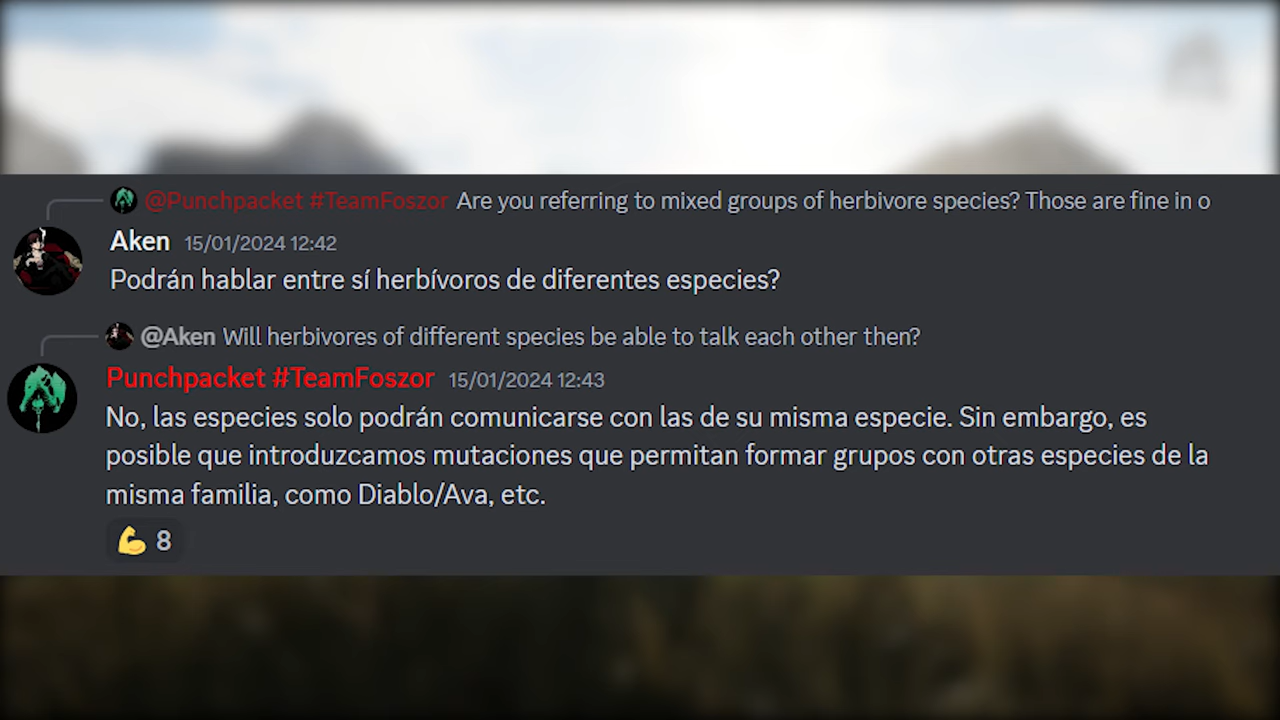 @Punchpacket #TeamFoszor Are you referring to mixed groups of herbivore species? Those are fine in o
Aken 15/01/2024 12:42
Podrán hablar entre sí herbívoros de diferentes especies?
@Aken Will herbivores of different species be able to talk each other then?
Punchpacket #TeamFoszor 15/01/2024 12:43
No, las especies solo podrán comunicarse con las de su misma especie. Sin embargo, es
posible que introduzcamos mutaciones que permitan formar grupos con otras especies de la
misma familia, como Diablo/Ava, etc.
💪 8